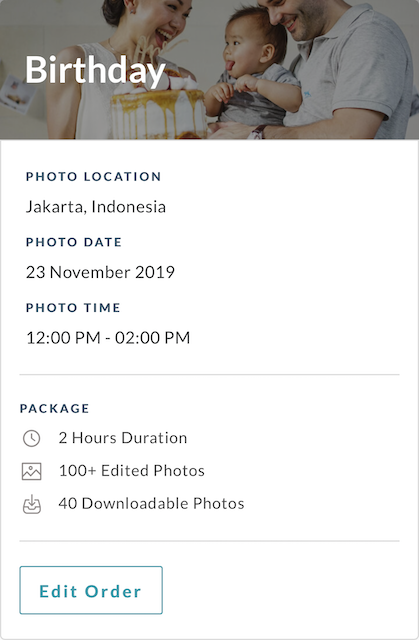 Birthday
PHOTO LOCATION
Jakarta, Indonesia
PHOTO DATE
23 November 2019
PHOTO TIME
12:00 PM - 02:00 PM
PACKAGE
2 Hours Duration
100+ Edited Photos
40 Downloadable Photos
Edit Order